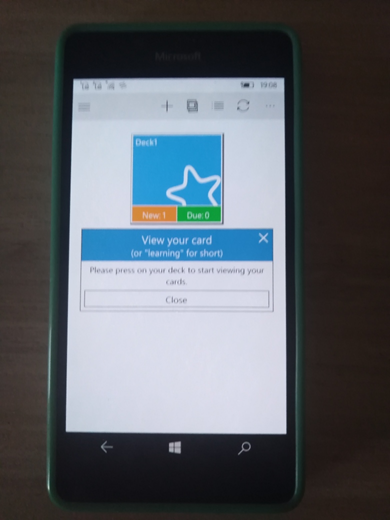 Microsoft
19:08
Deck1
New: 1 Due: 0
View your card
(or "learning" for short)
Please press on your deck to start viewing your
cards.
Close